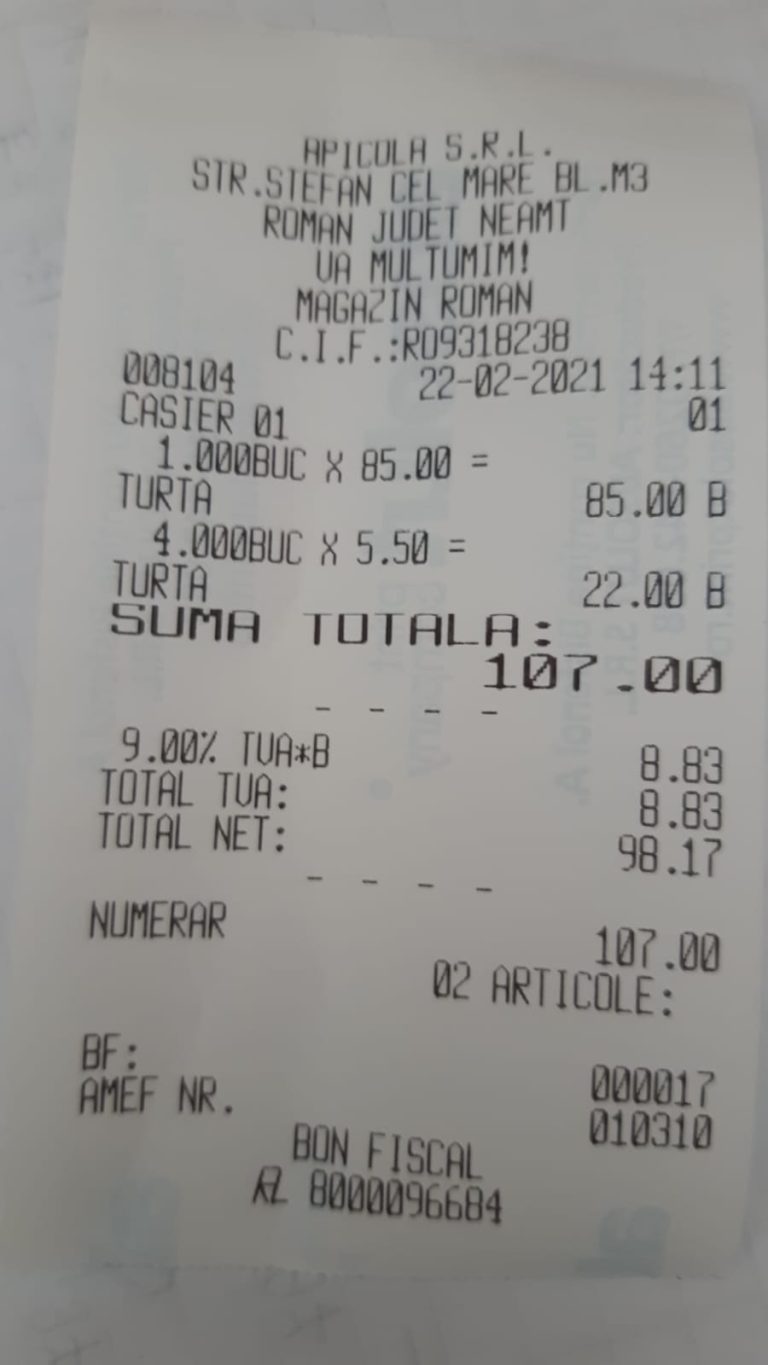 APICOLA S.R.L.
STR.STEFAN CEL MARE BL.M3
ROMAN JUDET NEAMT
VA MULTUMIM!
MAGAZIN ROMAN
C.I.F.:RO9318238
008104 22-02-2021 14:11
CASIER 01 01
1.000BUC X 85.00 =
TURTA 85.00 B
4.000BUC X 5.50 =
TURTA 22.00 B
SUMA TOTALA:
107.00
- - - -
9.00% TVA*B 8.83
TOTAL TVA: 8.83
TOTAL NET: 98.17
- - - -
NUMERAR 107.00
02 ARTICOLE:
BF: 000017
AMEF NR. 010310
BON FISCAL
8000096684